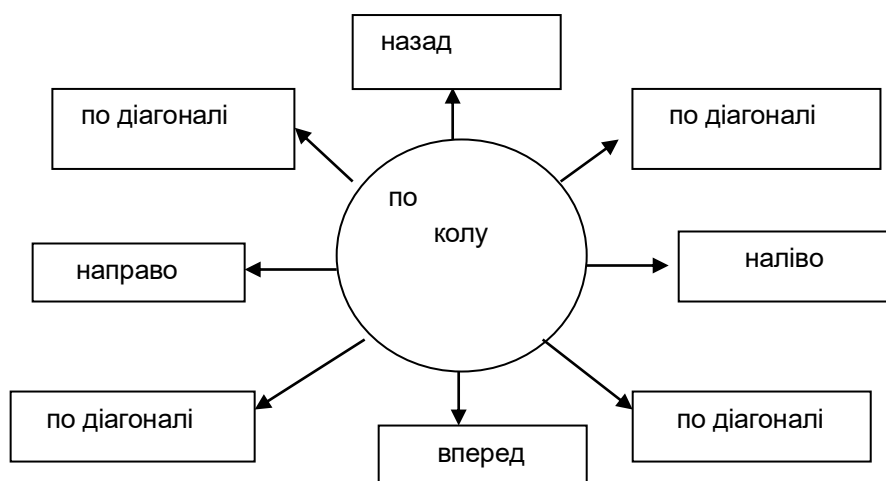 назад
по діагоналі
по діагоналі
по
колу
направо
наліво
по діагоналі
по діагоналі
вперед